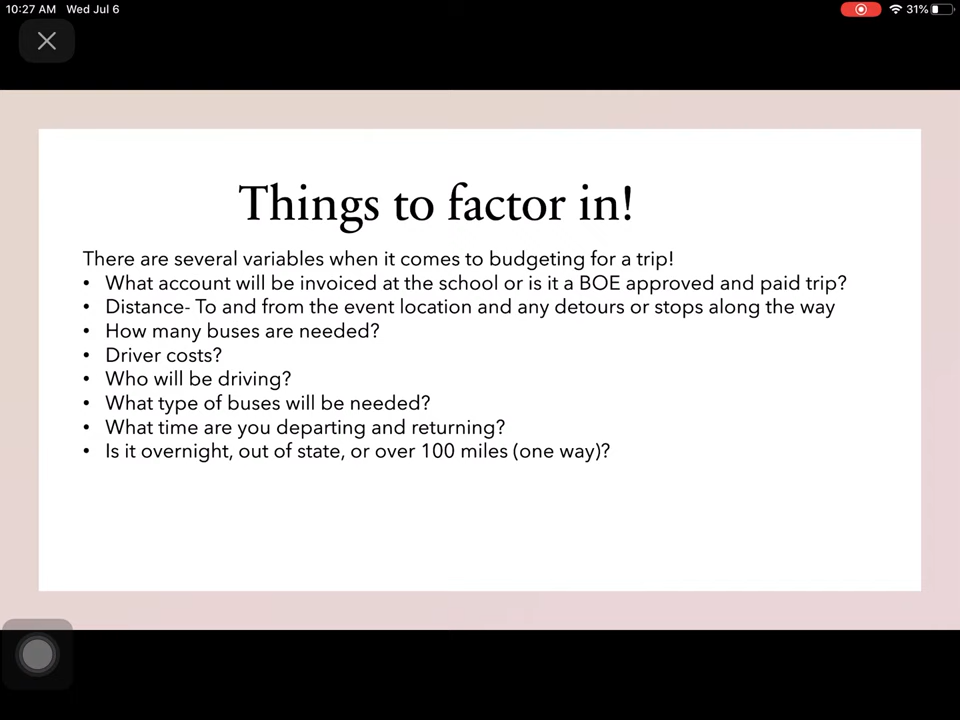 10:27 AM Wed Jul 6
31%
Things to factor in!
There are several variables when it comes to budgeting for a trip!
• What account will be invoiced at the school or is it a BOE approved and paid trip?
• Distance- To and from the event location and any detours or stops along the way
• How many buses are needed?
• Driver costs?
• Who will be driving?
• What type of buses will be needed?
• What time are you departing and returning?
• Is it overnight, out of state, or over 100 miles (one way)?